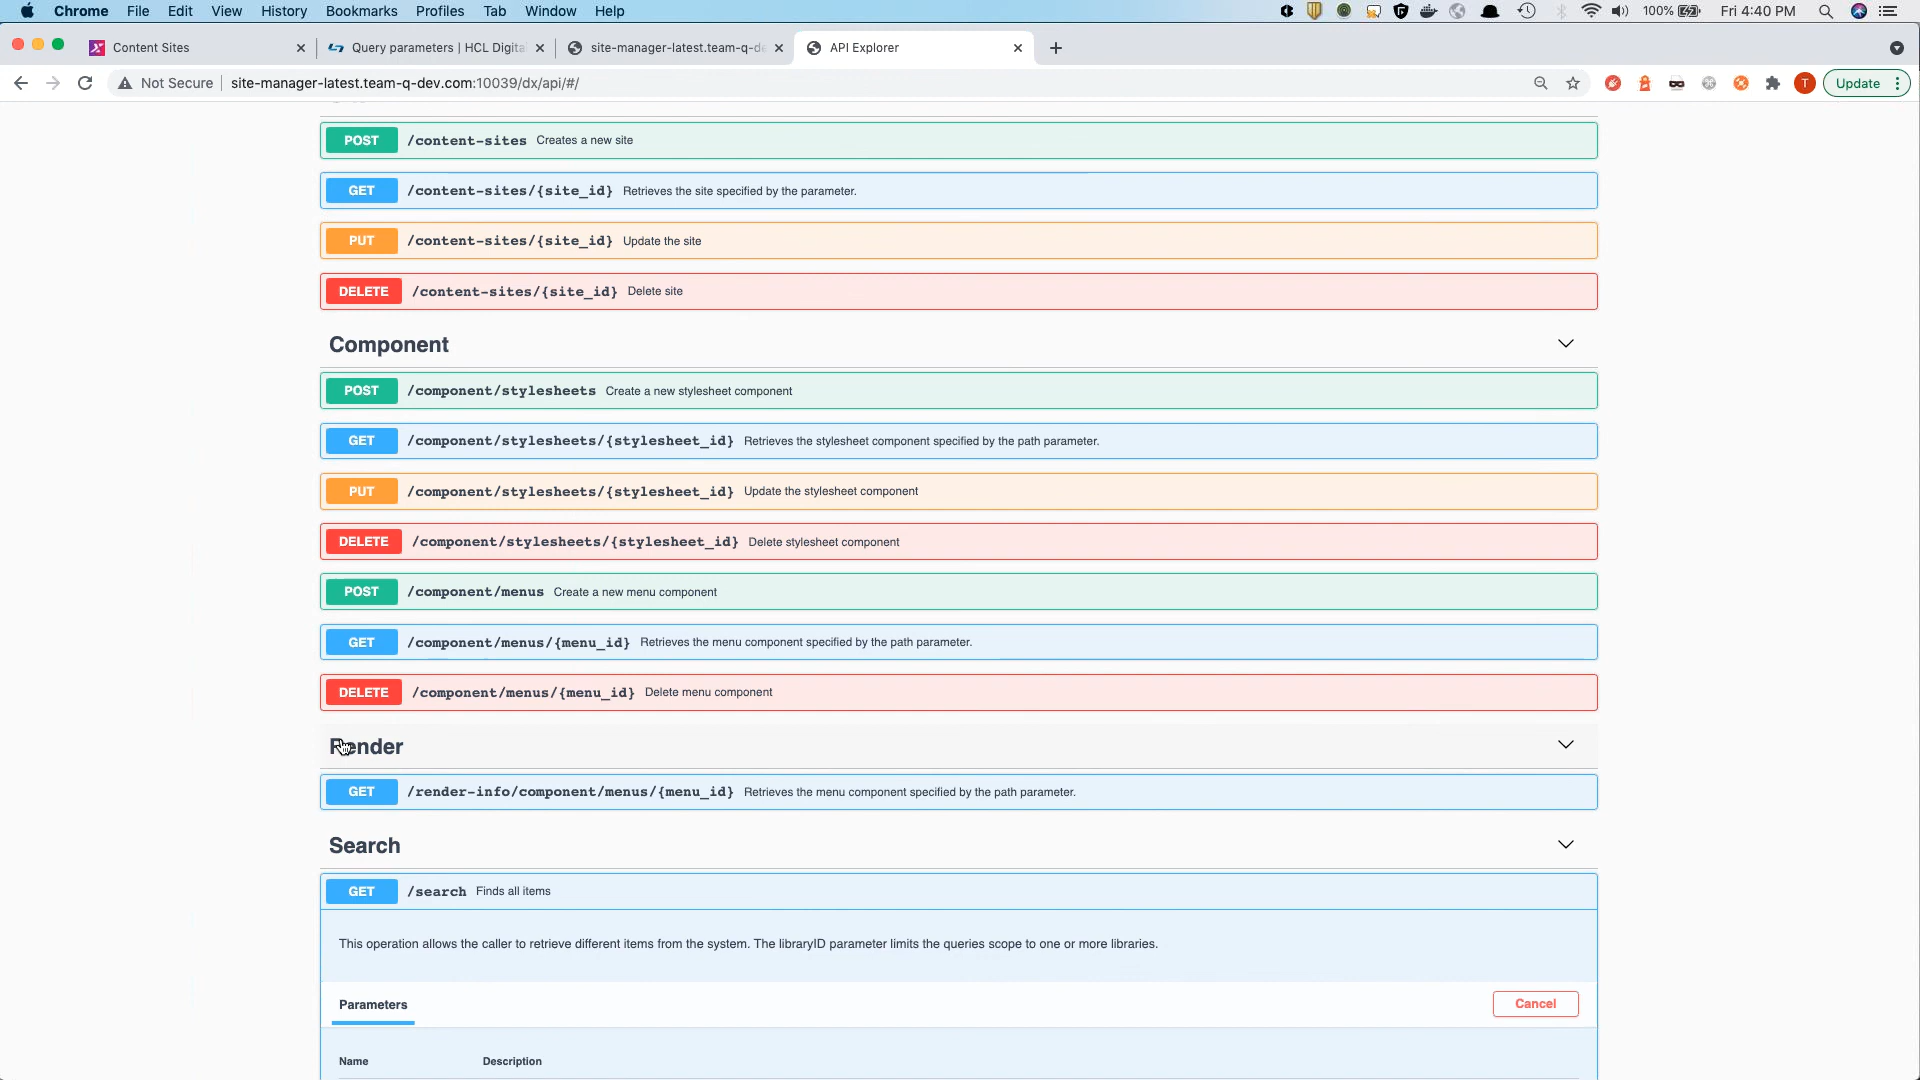 Chrome File Edit View History Bookmarks Profiles Tab Window Help 100% Fri 4:40 PM
Content Sites Query parameters | HCL Digita site-manager-latest.team-q-de API Explorer
Not Secure site-manager-latest.team-q-dev.com:10039/dx/api/#/ T Update
POST /content-sites Creates a new site
GET /content-sites/{site_id} Retrieves the site specified by the parameter.
PUT /content-sites/{site_id} Update the site
DELETE /content-sites/{site_id} Delete site
Component
POST /component/stylesheets Create a new stylesheet component
GET /component/stylesheets/{stylesheet_id} Retrieves the stylesheet component specified by the path parameter.
PUT /component/stylesheets/{stylesheet_id} Update the stylesheet component
DELETE /component/stylesheets/{stylesheet_id} Delete stylesheet component
POST /component/menus Create a new menu component
GET /component/menus/{menu_id} Retrieves the menu component specified by the path parameter.
DELETE /component/menus/{menu_id} Delete menu component
Render
GET /render-info/component/menus/{menu_id} Retrieves the menu component specified by the path parameter.
Search
GET /search Finds all items
This operation allows the caller to retrieve different items from the system. The libraryID parameter limits the queries scope to one or more libraries.
Parameters Cancel
Name Description